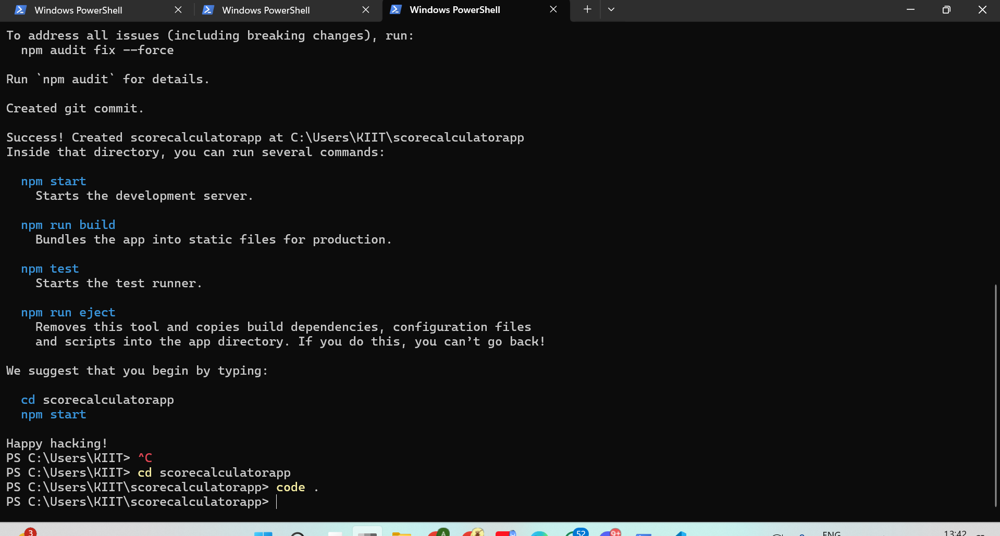 Windows PowerShell
Windows PowerShell
Windows PowerShell
To address all issues (including breaking changes), run:
  npm audit fix --force
Run `npm audit` for details.
Created git commit.
Success! Created scorecalculatorapp at C:\Users\KIIT\scorecalculatorapp
Inside that directory, you can run several commands:
  npm start
    Starts the development server.
  npm run build
    Bundles the app into static files for production.
  npm test
    Starts the test runner.
  npm run eject
    Removes this tool and copies build dependencies, configuration files
    and scripts into the app directory. If you do this, you can’t go back!
We suggest that you begin by typing:
  cd scorecalculatorapp
  npm start
Happy hacking!
PS C:\Users\KIIT> ^C
PS C:\Users\KIIT> cd scorecalculatorapp
PS C:\Users\KIIT\scorecalculatorapp> code .
PS C:\Users\KIIT\scorecalculatorapp>
3
A
52
9+
ENG
13:42